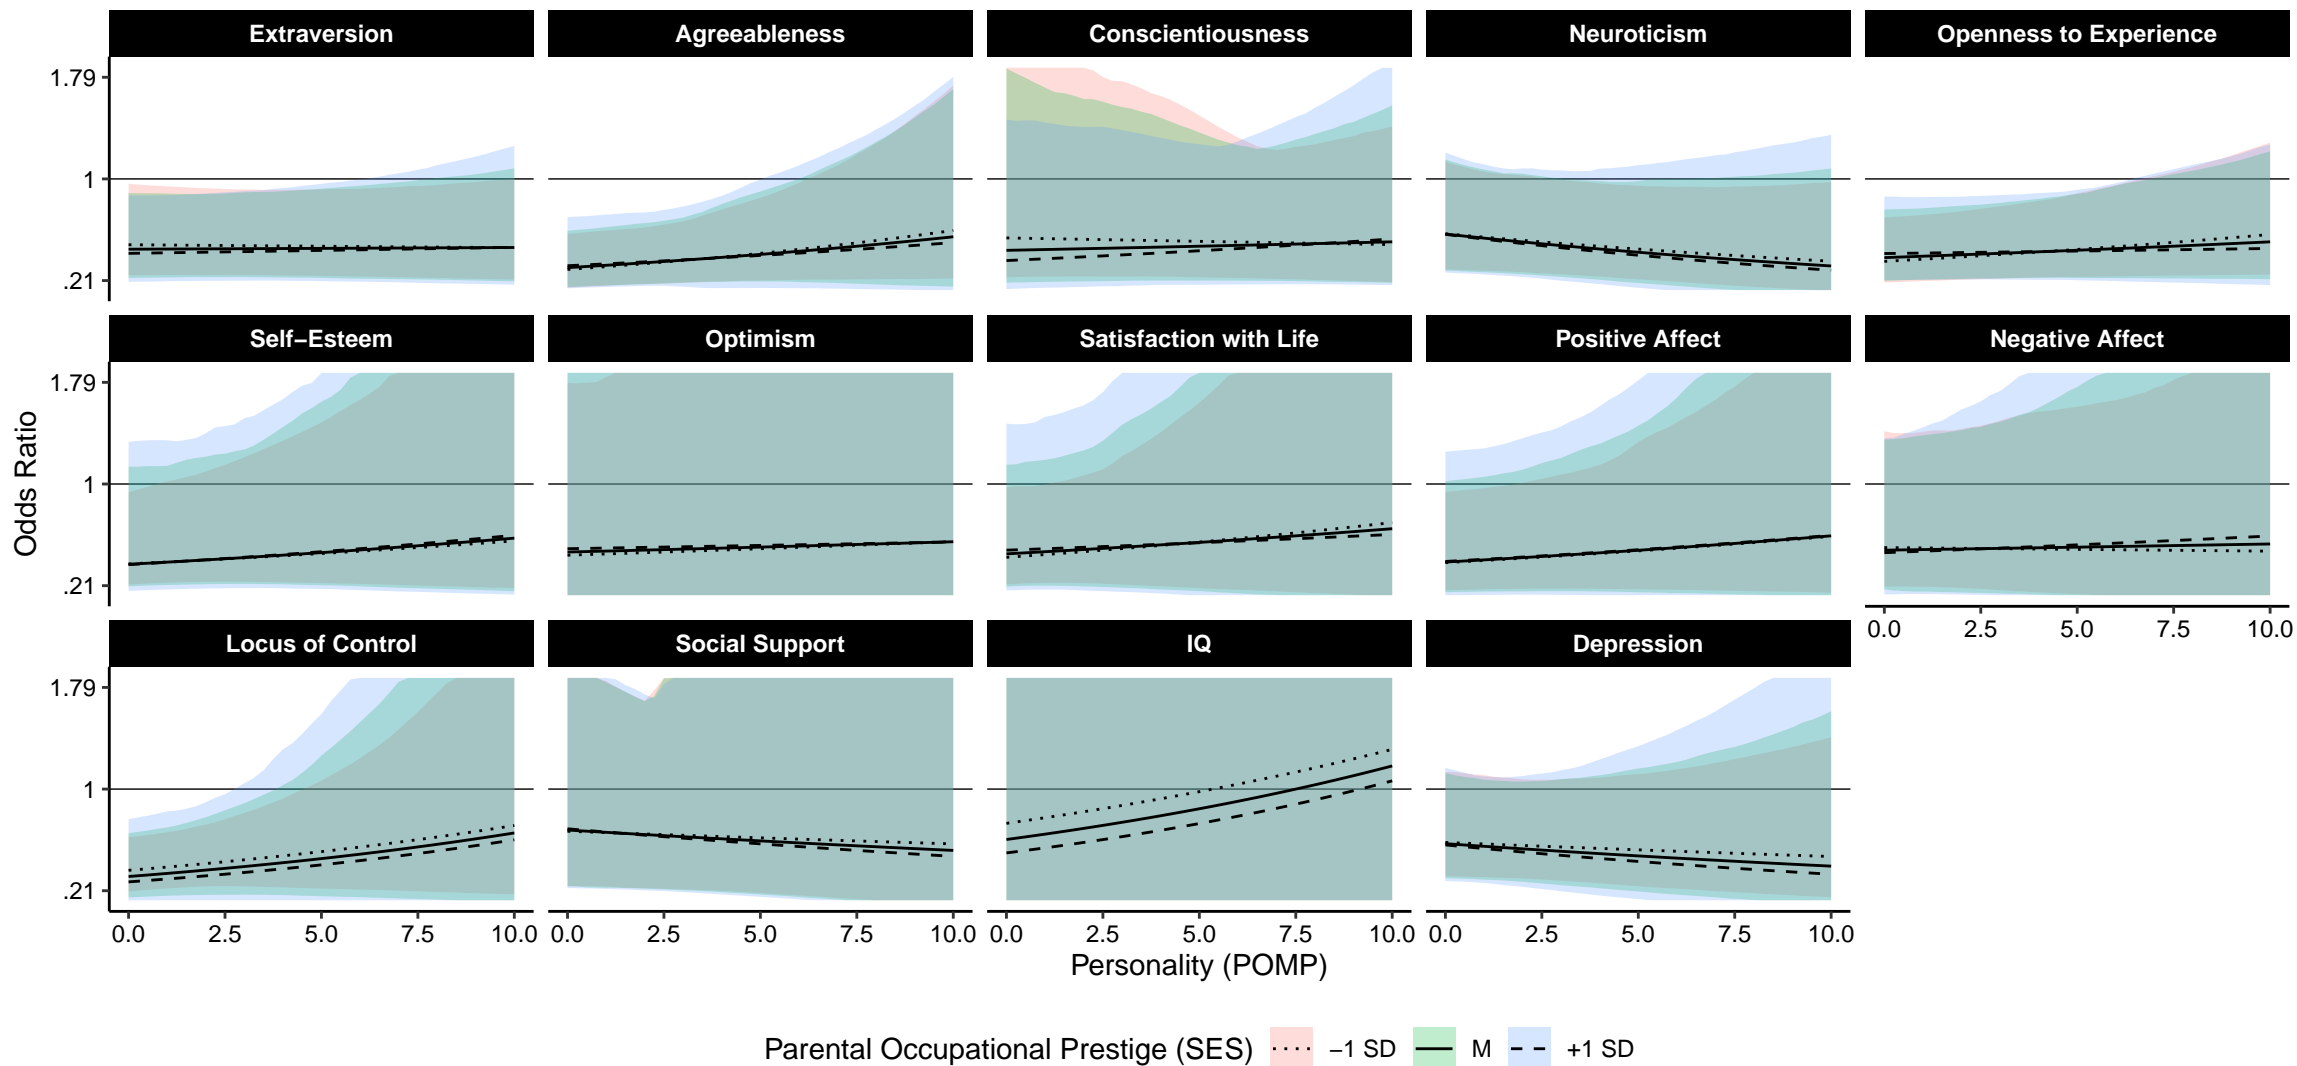 Extraversion
Agreeableness
Conscientiousness
Neuroticism
Openness to Experience
1.79
1
.21
Self−Esteem
Optimism
Satisfaction with Life
Positive Affect
Negative Affect
1.79
1
.21
0.0 2.5 5.0 7.5 10.0
Locus of Control
Social Support
IQ
Depression
1.79
1
.21
0.0 2.5 5.0 7.5 10.0
0.0 2.5 5.0 7.5 10.0
0.0 2.5 5.0 7.5 10.0
0.0 2.5 5.0 7.5 10.0
Odds Ratio
Personality (POMP)
Parental Occupational Prestige (SES) −1 SD M +1 SD